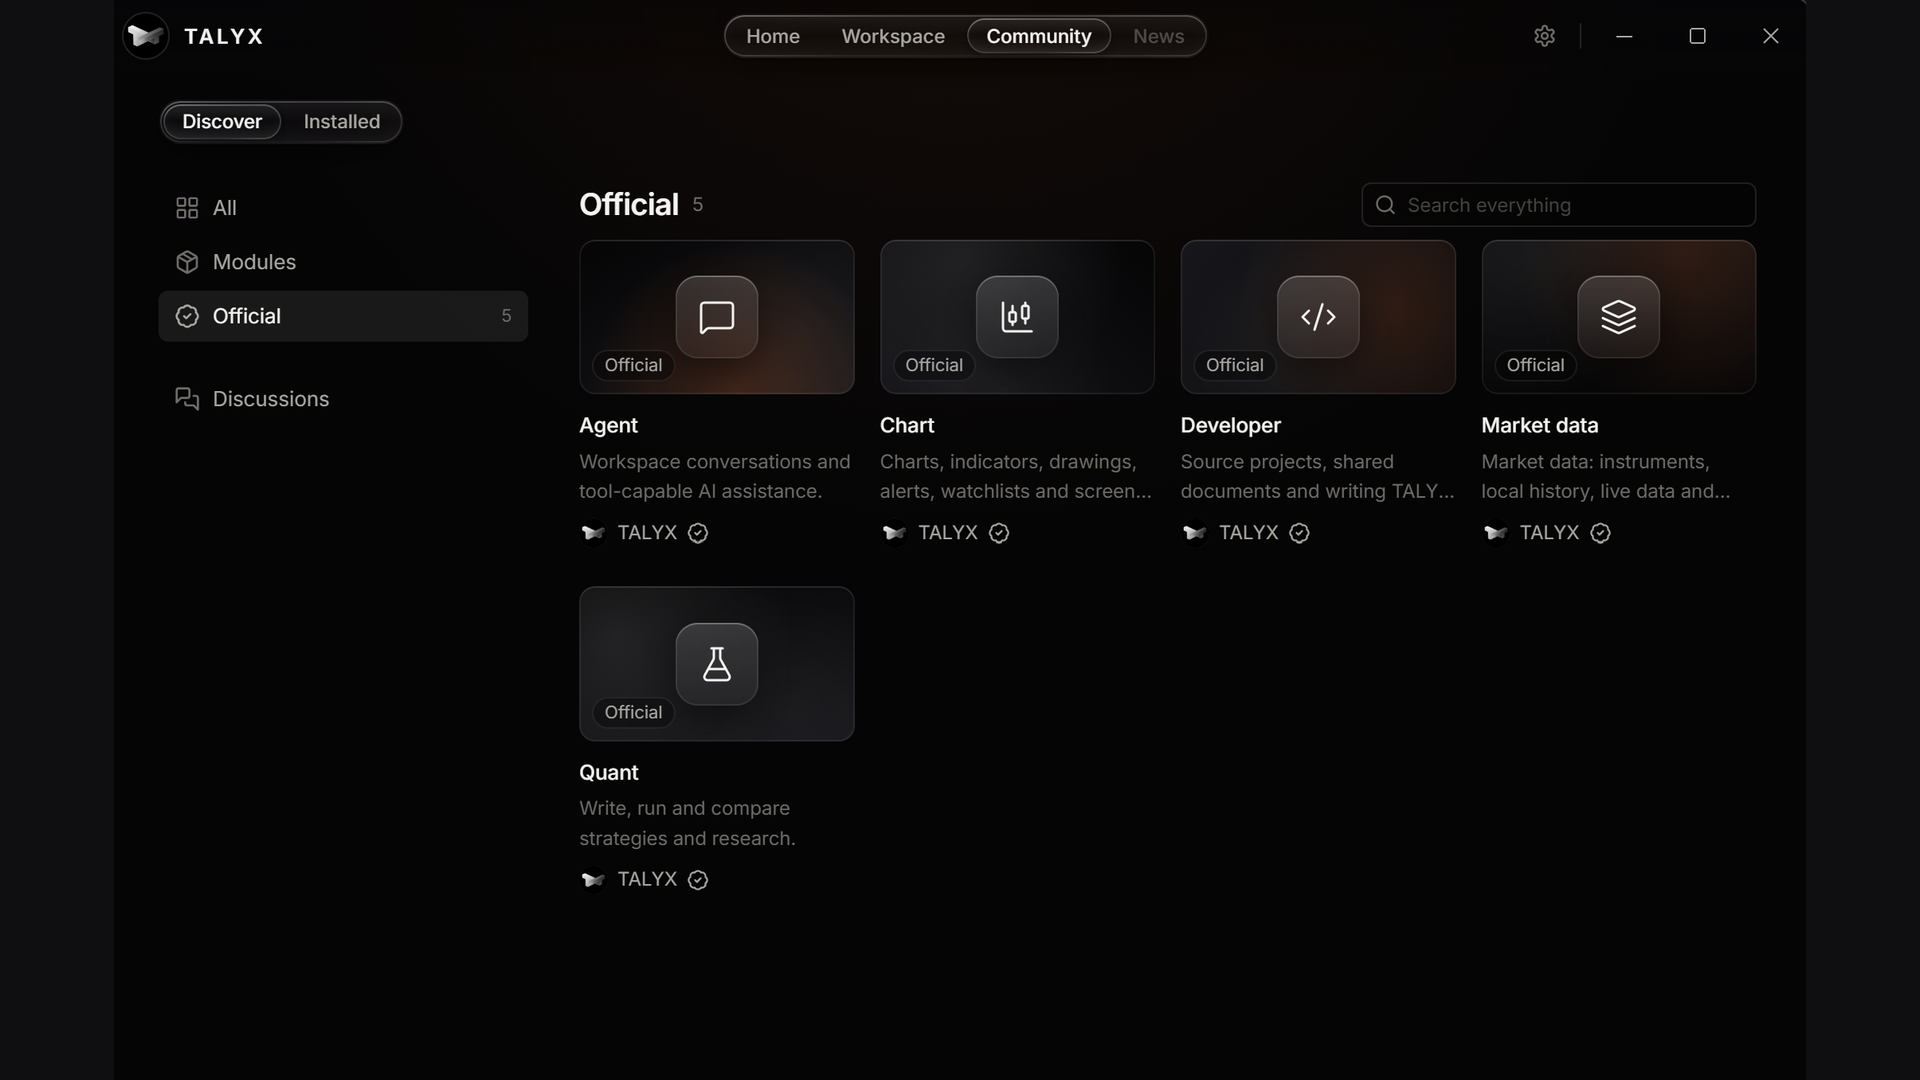 TALYX
Home Workspace Community News
Discover Installed
All
Modules
Official 5
Discussions
Official 5
Search everything
Official
Agent
Workspace conversations and
tool-capable AI assistance.
TALYX
Official
Chart
Charts, indicators, drawings,
alerts, watchlists and screen...
TALYX
Official
Developer
Source projects, shared
documents and writing TALY...
TALYX
Official
Market data
Market data: instruments,
local history, live data and...
TALYX
Official
Quant
Write, run and compare
strategies and research.
TALYX